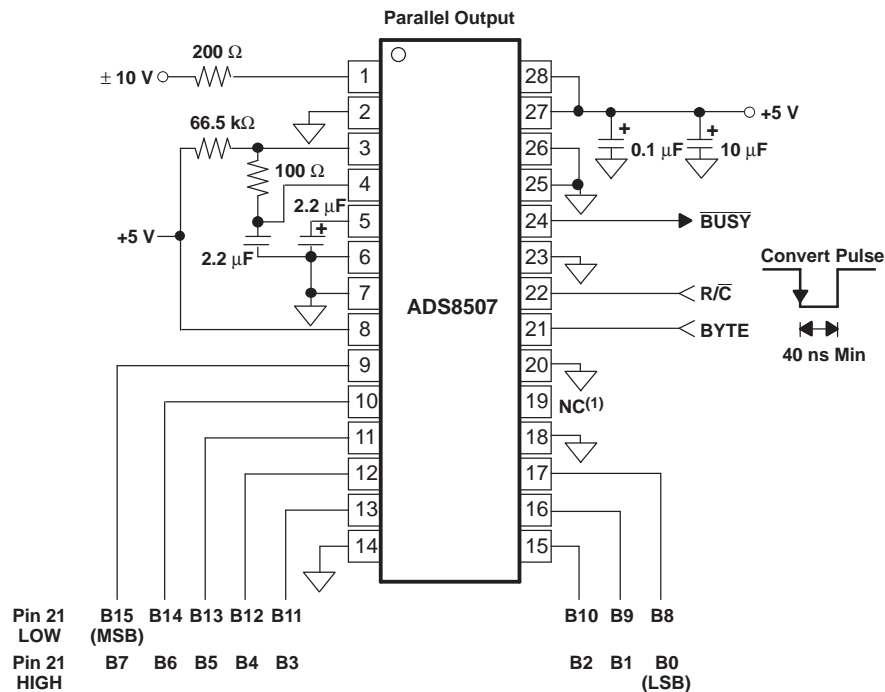 Parallel Output
200 Ω
± 10 V
1
28
2
27
+5 V
66.5 kΩ
3
26
+
0.1 μF
+
10 μF
100 Ω
4
25
2.2 μF
+
5
24
BUSY
+5 V
2.2 μF
6
23
Convert Pulse
7
ADS8507
22
R/C
8
21
BYTE
40 ns Min
9
20
10
19
NC(1)
11
18
12
17
13
16
14
15
Pin 21 LOW B15 (MSB) B14 B13 B12 B11 B10 B9 B8
Pin 21 HIGH B7 B6 B5 B4 B3 B2 B1 B0 (LSB)